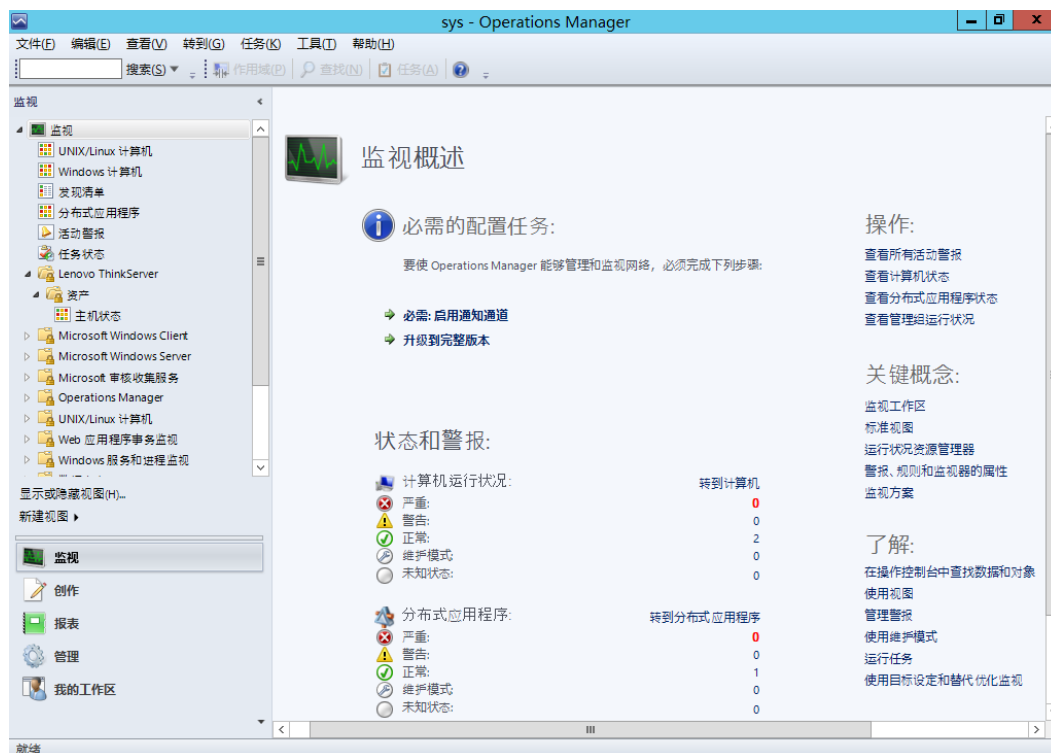 sys - Operations Manager
文件(F) 编辑(E) 查看(V) 转到(G) 任务(K) 工具(T) 帮助(H)
搜索(S) 作用域(P) 查找(N) 任务(A)
监视
监视
UNIX/Linux 计算机
Windows 计算机
发现清单
分布式应用程序
活动警报
任务状态
Lenovo ThinkServer
资产
主机状态
Microsoft Windows Client
Microsoft Windows Server
Microsoft 审核收集服务
Operations Manager
UNIX/Linux 计算机
Web 应用程序事务监视
Windows 服务和进程监视
显示或隐藏视图(H)...
新建视图
监视
创作
报表
管理
我的工作区
就绪
监视概述
必需的配置任务:
要使 Operations Manager 能够管理和监视网络，必须完成下列步骤:
必需: 启用通知通道
升级到完整版本
状态和警报:
计算机运行状况: 转到计算机
严重: 0
警告: 0
正常: 2
维护模式: 0
未知状态: 0
分布式应用程序: 转到分布式应用程序
严重: 0
警告: 0
正常: 1
维护模式: 0
未知状态: 0
操作:
查看所有活动警报
查看计算机状态
查看分布式应用程序状态
查看管理组运行状况
关键概念:
监视工作区
标准视图
运行状况资源管理器
警报、规则和监视器的属性
监视方案
了解:
在操作控制台中查找数据和对象
使用视图
管理警报
使用维护模式
运行任务
使用目标设定和替代优化监视